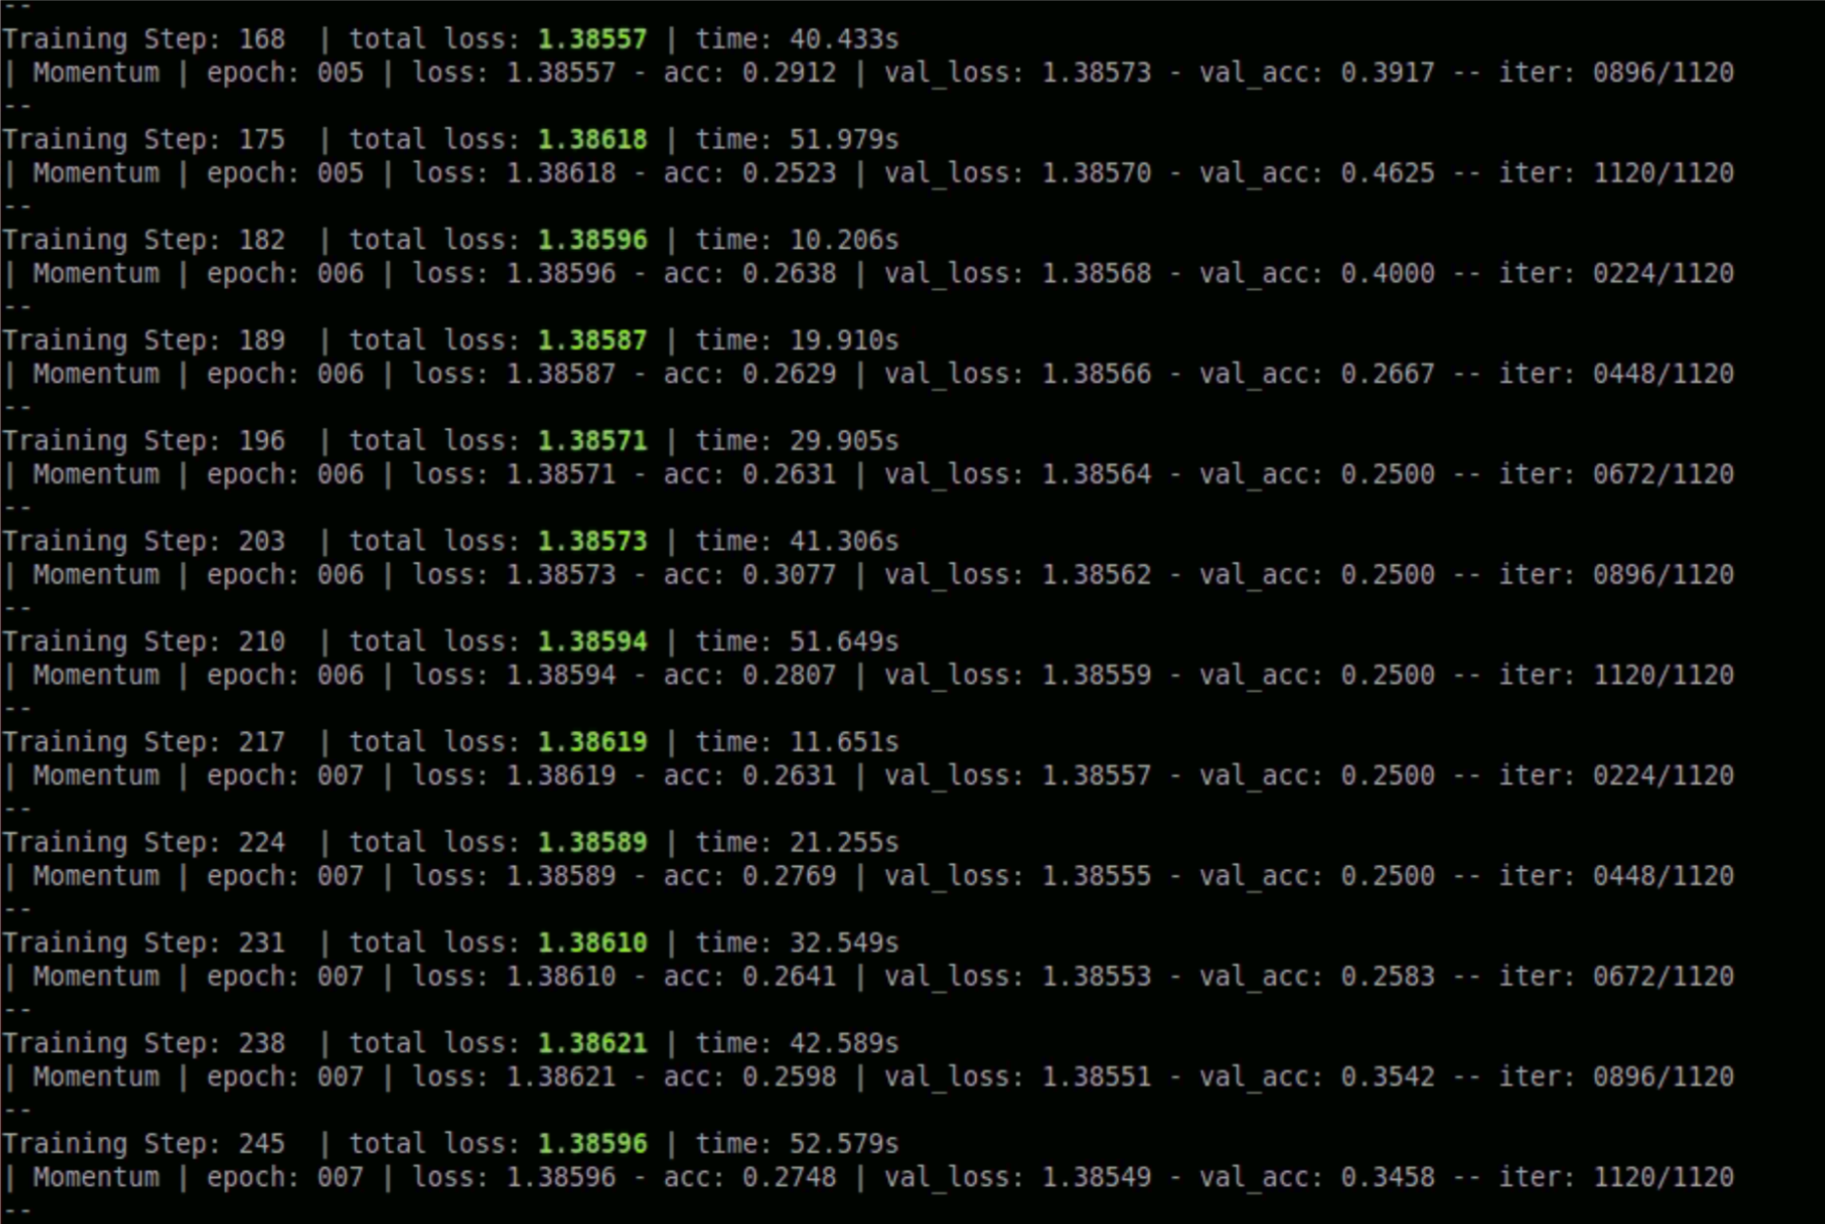 --
Training Step: 168  | total loss: 1.38557 | time: 40.433s
| Momentum | epoch: 005 | loss: 1.38557 - acc: 0.2912 | val_loss: 1.38573 - val_acc: 0.3917 -- iter: 0896/1120
--
Training Step: 175  | total loss: 1.38618 | time: 51.979s
| Momentum | epoch: 005 | loss: 1.38618 - acc: 0.2523 | val_loss: 1.38570 - val_acc: 0.4625 -- iter: 1120/1120
--
Training Step: 182  | total loss: 1.38596 | time: 10.206s
| Momentum | epoch: 006 | loss: 1.38596 - acc: 0.2638 | val_loss: 1.38568 - val_acc: 0.4000 -- iter: 0224/1120
--
Training Step: 189  | total loss: 1.38587 | time: 19.910s
| Momentum | epoch: 006 | loss: 1.38587 - acc: 0.2629 | val_loss: 1.38566 - val_acc: 0.2667 -- iter: 0448/1120
--
Training Step: 196  | total loss: 1.38571 | time: 29.905s
| Momentum | epoch: 006 | loss: 1.38571 - acc: 0.2631 | val_loss: 1.38564 - val_acc: 0.2500 -- iter: 0672/1120
--
Training Step: 203  | total loss: 1.38573 | time: 41.306s
| Momentum | epoch: 006 | loss: 1.38573 - acc: 0.3077 | val_loss: 1.38562 - val_acc: 0.2500 -- iter: 0896/1120
--
Training Step: 210  | total loss: 1.38594 | time: 51.649s
| Momentum | epoch: 006 | loss: 1.38594 - acc: 0.2807 | val_loss: 1.38559 - val_acc: 0.2500 -- iter: 1120/1120
--
Training Step: 217  | total loss: 1.38619 | time: 11.651s
| Momentum | epoch: 007 | loss: 1.38619 - acc: 0.2631 | val_loss: 1.38557 - val_acc: 0.2500 -- iter: 0224/1120
--
Training Step: 224  | total loss: 1.38589 | time: 21.255s
| Momentum | epoch: 007 | loss: 1.38589 - acc: 0.2769 | val_loss: 1.38555 - val_acc: 0.2500 -- iter: 0448/1120
--
Training Step: 231  | total loss: 1.38610 | time: 32.549s
| Momentum | epoch: 007 | loss: 1.38610 - acc: 0.2641 | val_loss: 1.38553 - val_acc: 0.2583 -- iter: 0672/1120
--
Training Step: 238  | total loss: 1.38621 | time: 42.589s
| Momentum | epoch: 007 | loss: 1.38621 - acc: 0.2598 | val_loss: 1.38551 - val_acc: 0.3542 -- iter: 0896/1120
--
Training Step: 245  | total loss: 1.38596 | time: 52.579s
| Momentum | epoch: 007 | loss: 1.38596 - acc: 0.2748 | val_loss: 1.38549 - val_acc: 0.3458 -- iter: 1120/1120
--